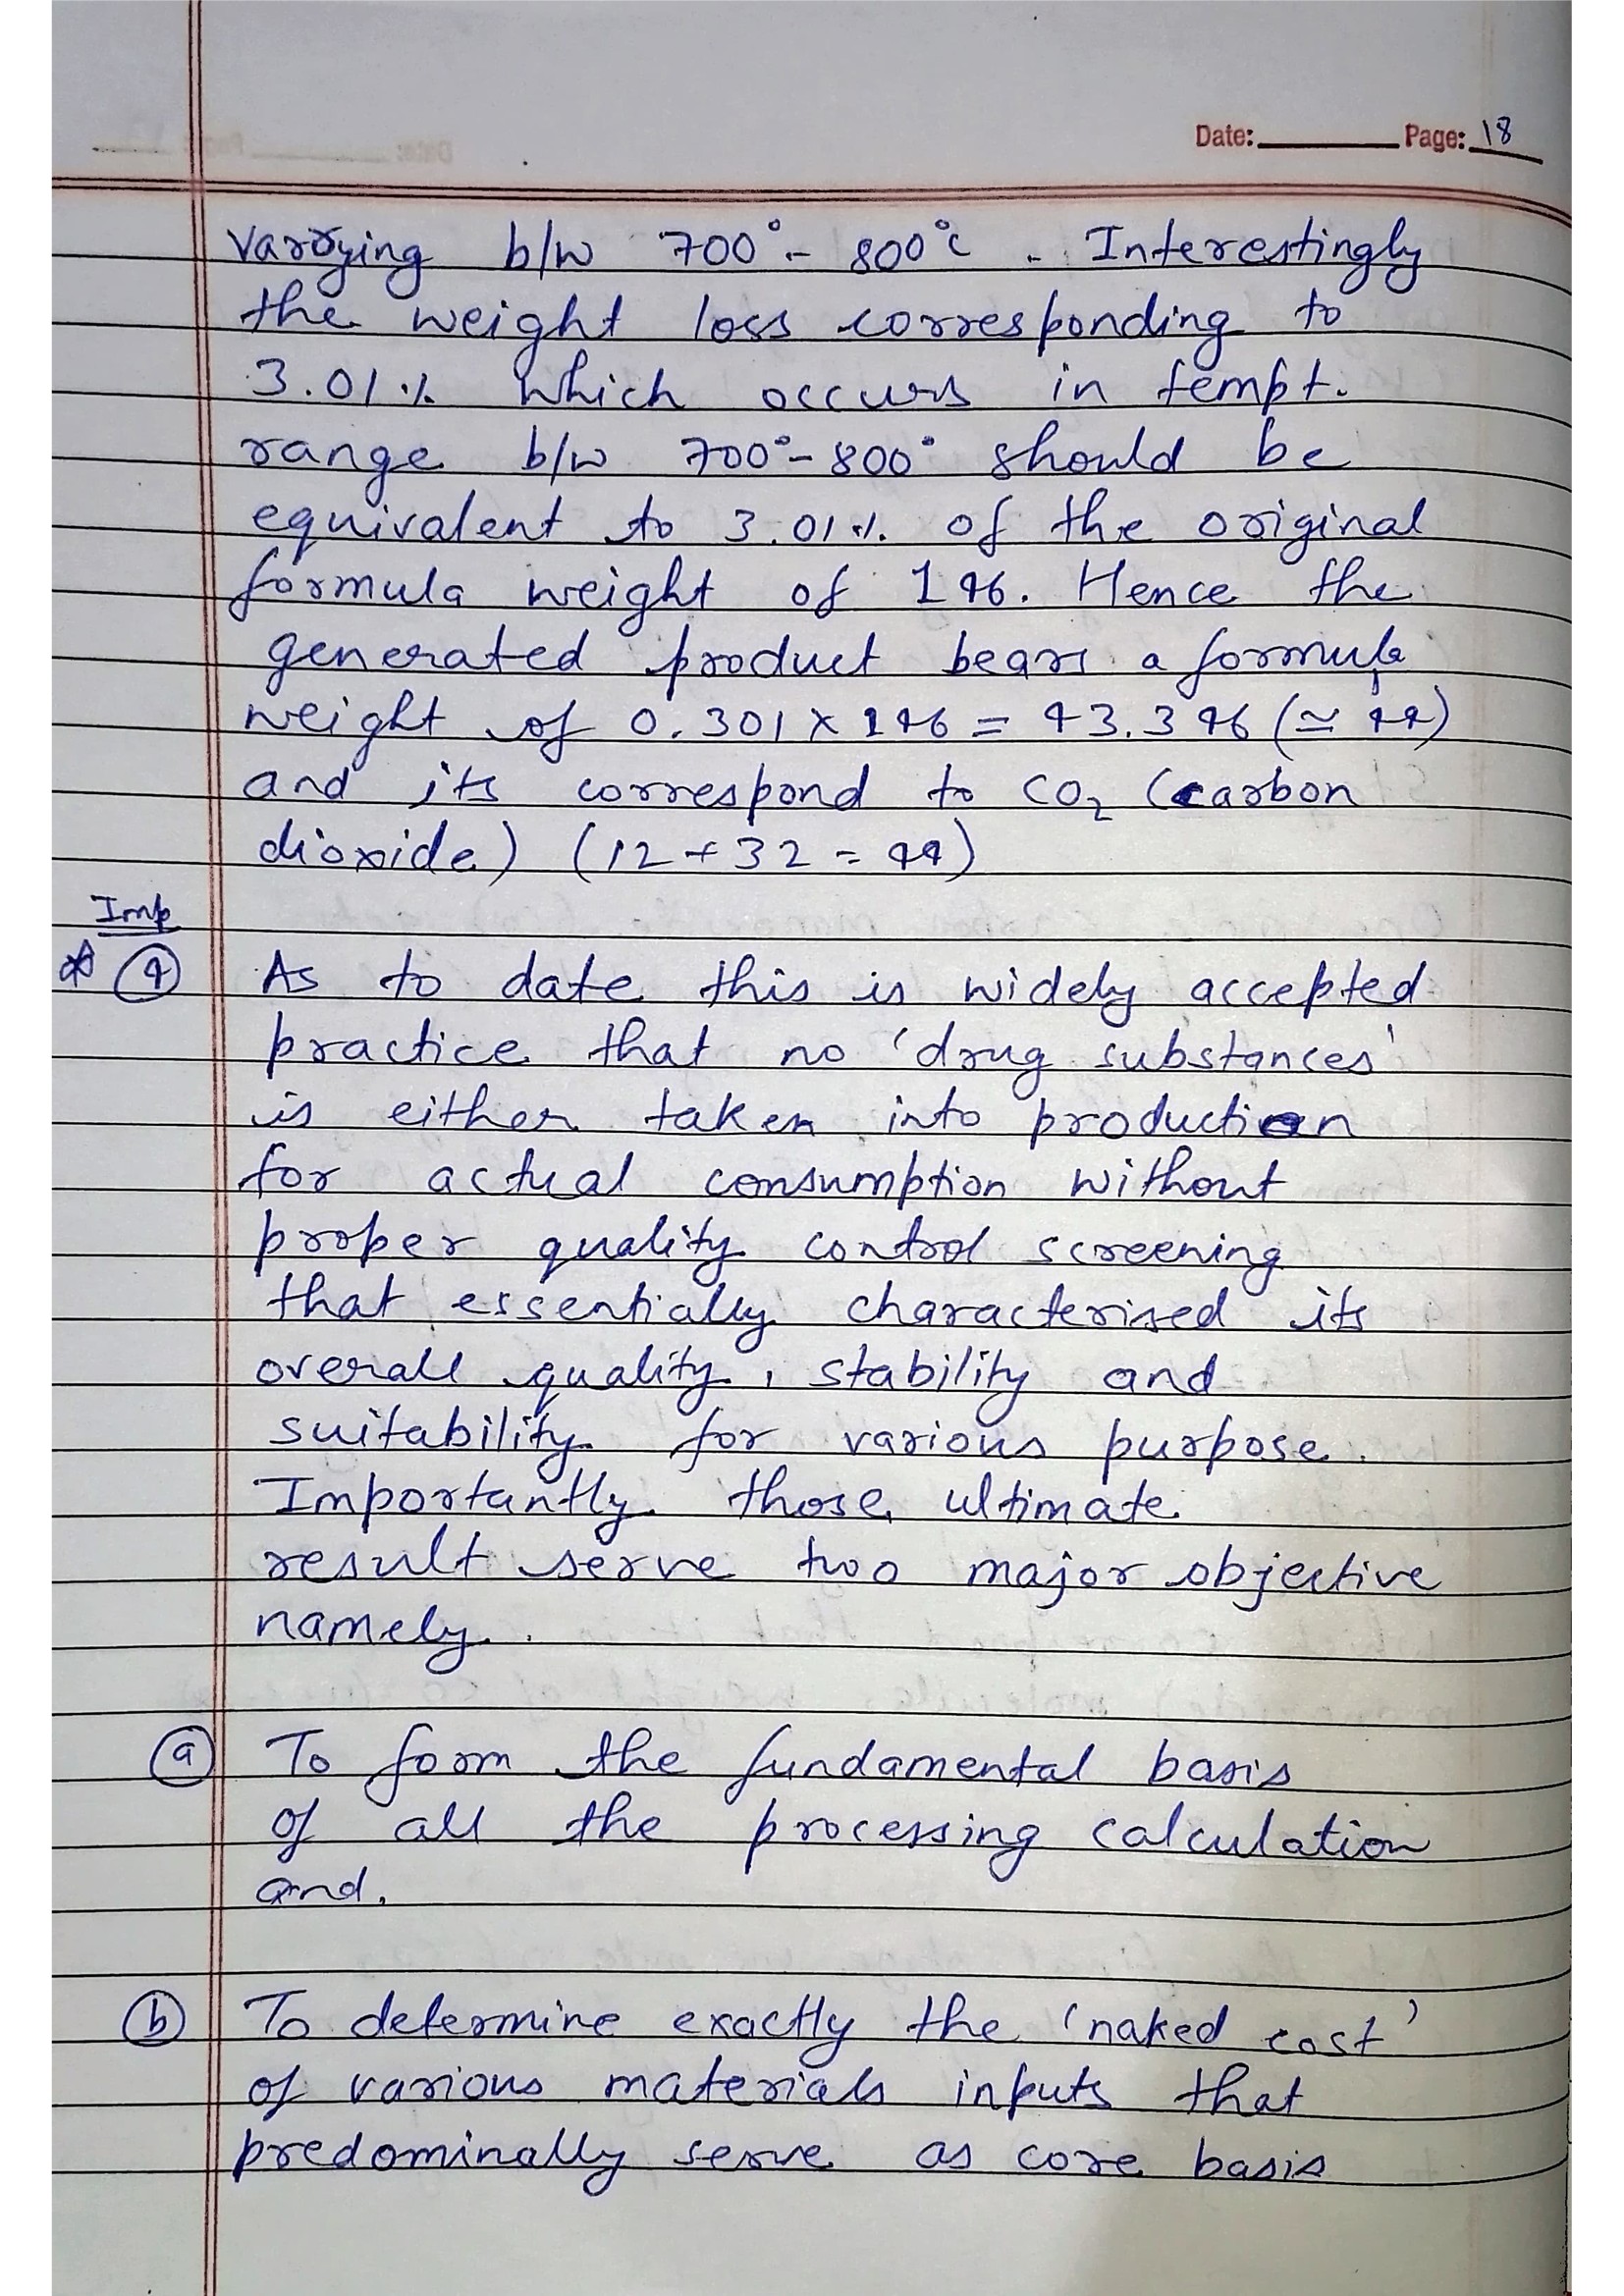 Date: Page: 18
varrying b/w 700° - 800°c . Interestingly
the weight loss corresponding to
3.01% which occurs in tempt.
range b/w 700°-800° should be
equivalent to 3.01% of the original
formula weight of 146. Hence the
generated product bears a formula
weight of 0.301 x 146 = 43.346 (≃ 44)
and its correspond to CO₂ (carbon
dioxide) (12 + 32 = 44)
Imp
* ④ As to date this is widely accepted
practice that no 'drug substances'
is either taken into production
for actual consumption without
proper quality control screening
that essentially characterised its
overall quality, stability and
suitability for various purpose.
Importantly those ultimate
result serve two major objective
namely.
ⓐ To form the fundamental basis
of all the processing calculation
and.
ⓑ To determine exactly the 'naked cost'
of various materials inputs that
predominally serve as core basis